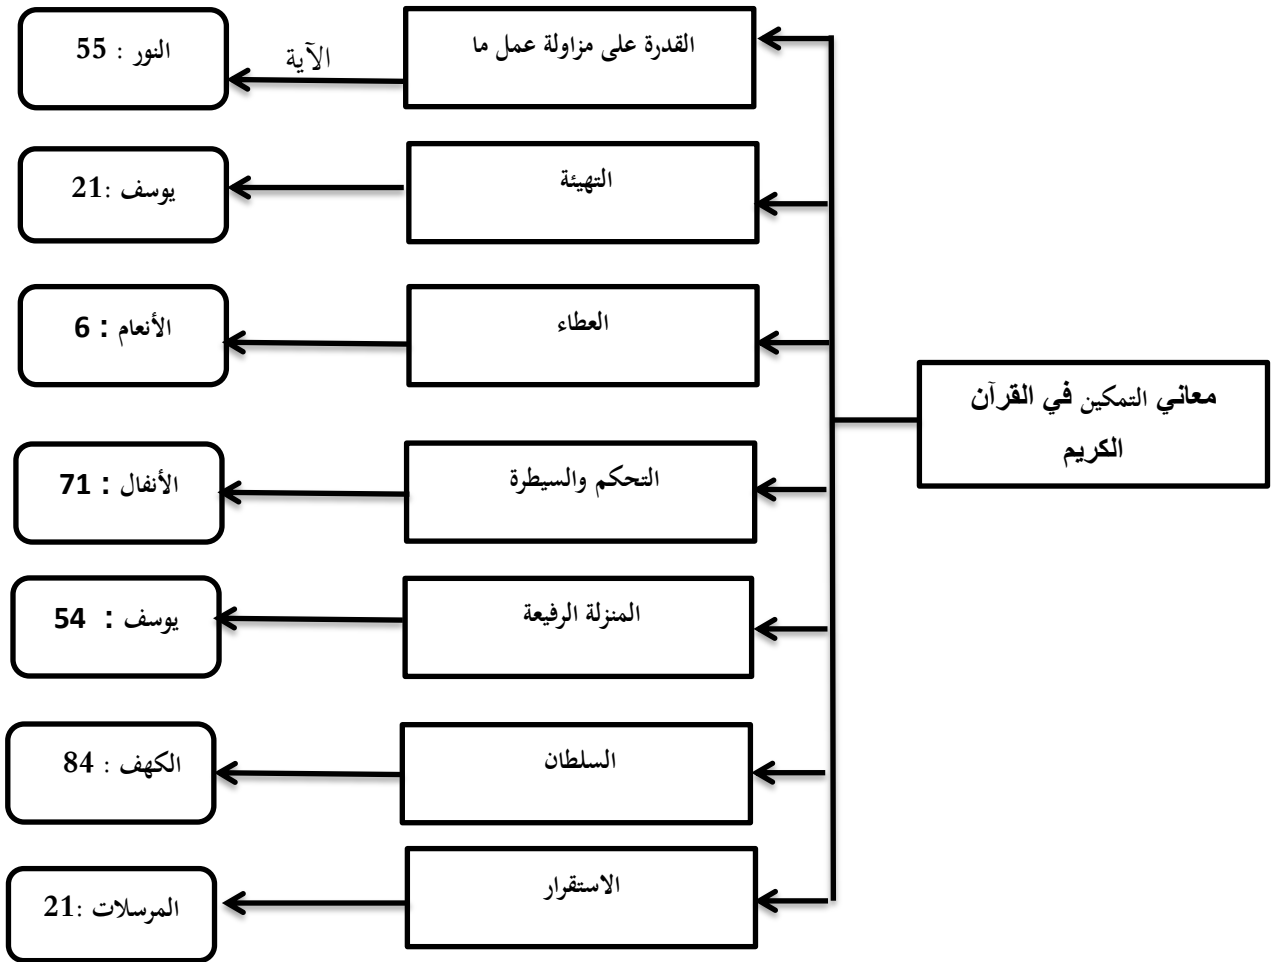 معاني التمكين في القرآن
الكريم
القدرة على مزاولة عمل ما
الآية
النور : 55
التهيئة
يوسف :21
العطاء
الأنعام : 6
التحكم والسيطرة
الأنفال : 71
المنزلة الرفيعة
يوسف : 54
السلطان
الكهف : 84
الاستقرار
المرسلات :21